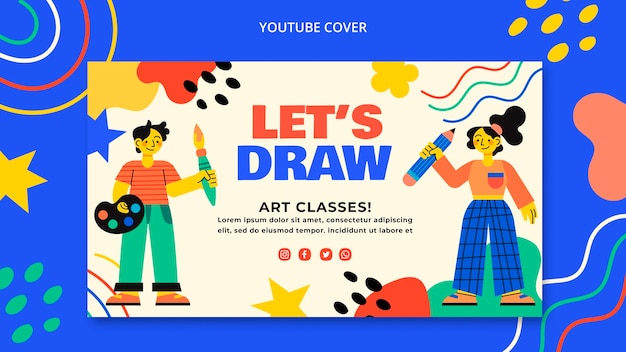 YOUTUBE COVER
LET'S
DRAW
ART CLASSES!
Lorem ipsum dolor sit amet, consectetur adipiscing
elit, sed do eiusmod tempor. incididunt ut labore